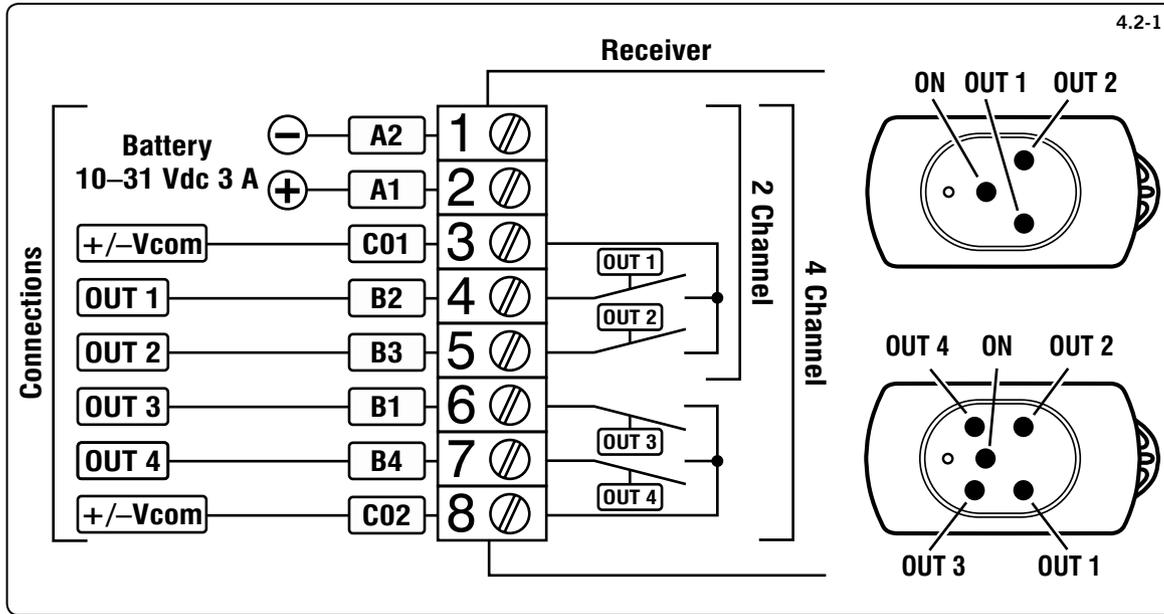 4.2-1
Receiver
Connections
Battery
10–31 Vdc 3 A
− A2 1
+ A1 2
+/−Vcom C01 3
OUT 1 B2 4
OUT 2 B3 5
OUT 3 B1 6
OUT 4 B4 7
+/−Vcom C02 8
OUT 1
OUT 2
OUT 3
OUT 4
2 Channel
4 Channel
ON OUT 1 OUT 2
OUT 4 ON OUT 2
OUT 3 OUT 1